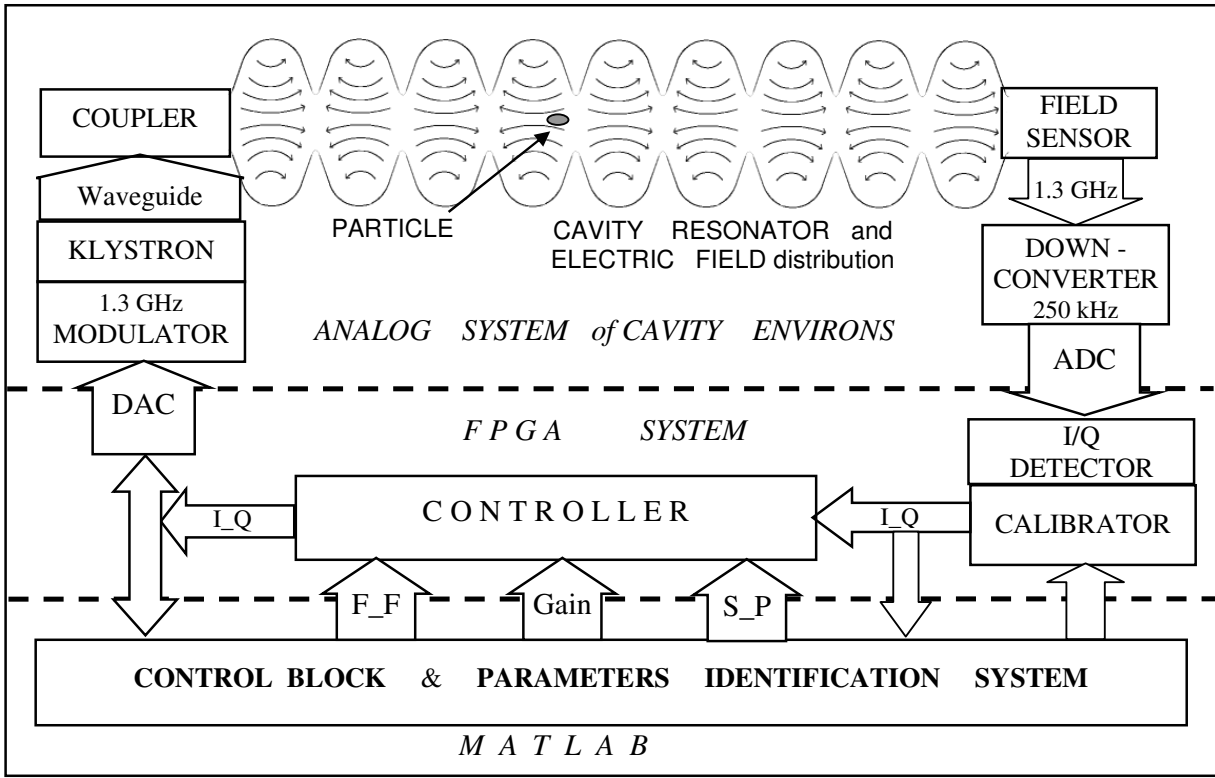 COUPLER
FIELD
SENSOR
Waveguide
1.3 GHz
PARTICLE
CAVITY RESONATOR and
ELECTRIC FIELD distribution
KLYSTRON
DOWN -
CONVERTER
250 kHz
1.3 GHz
MODULATOR
ANALOG SYSTEM of CAVITY ENVIRONS
ADC
DAC
F P G A SYSTEM
I/Q
DETECTOR
I_Q
C O N T R O L L E R
I_Q
CALIBRATOR
F_F
Gain
S_P
CONTROL BLOCK & PARAMETERS IDENTIFICATION SYSTEM
M A T L A B